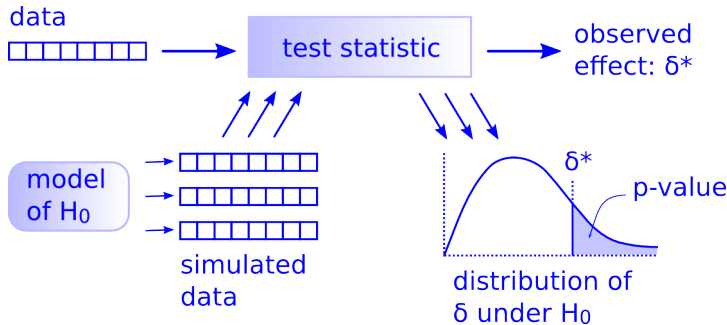 data
test statistic
observed
effect: δ*
model
of H₀
simulated
data
δ*
p-value
distribution of
δ under H₀